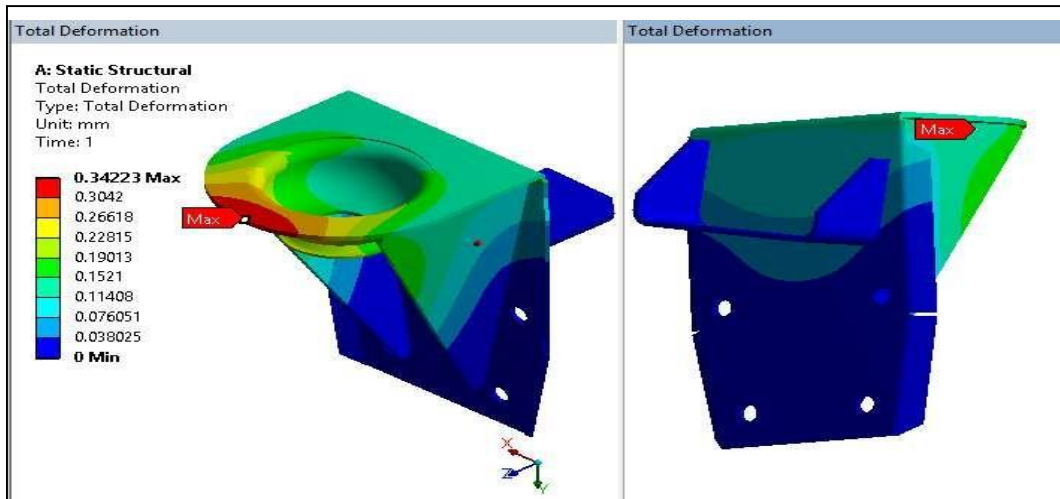 Total Deformation
A: Static Structural
Total Deformation
Type: Total Deformation
Unit: mm
Time: 1
0.34223 Max
0.3042
0.26618
0.22815
0.19013
0.1521
0.11408
0.076051
0.038025
0 Min
Max
X
Z
Y
Total Deformation
Max